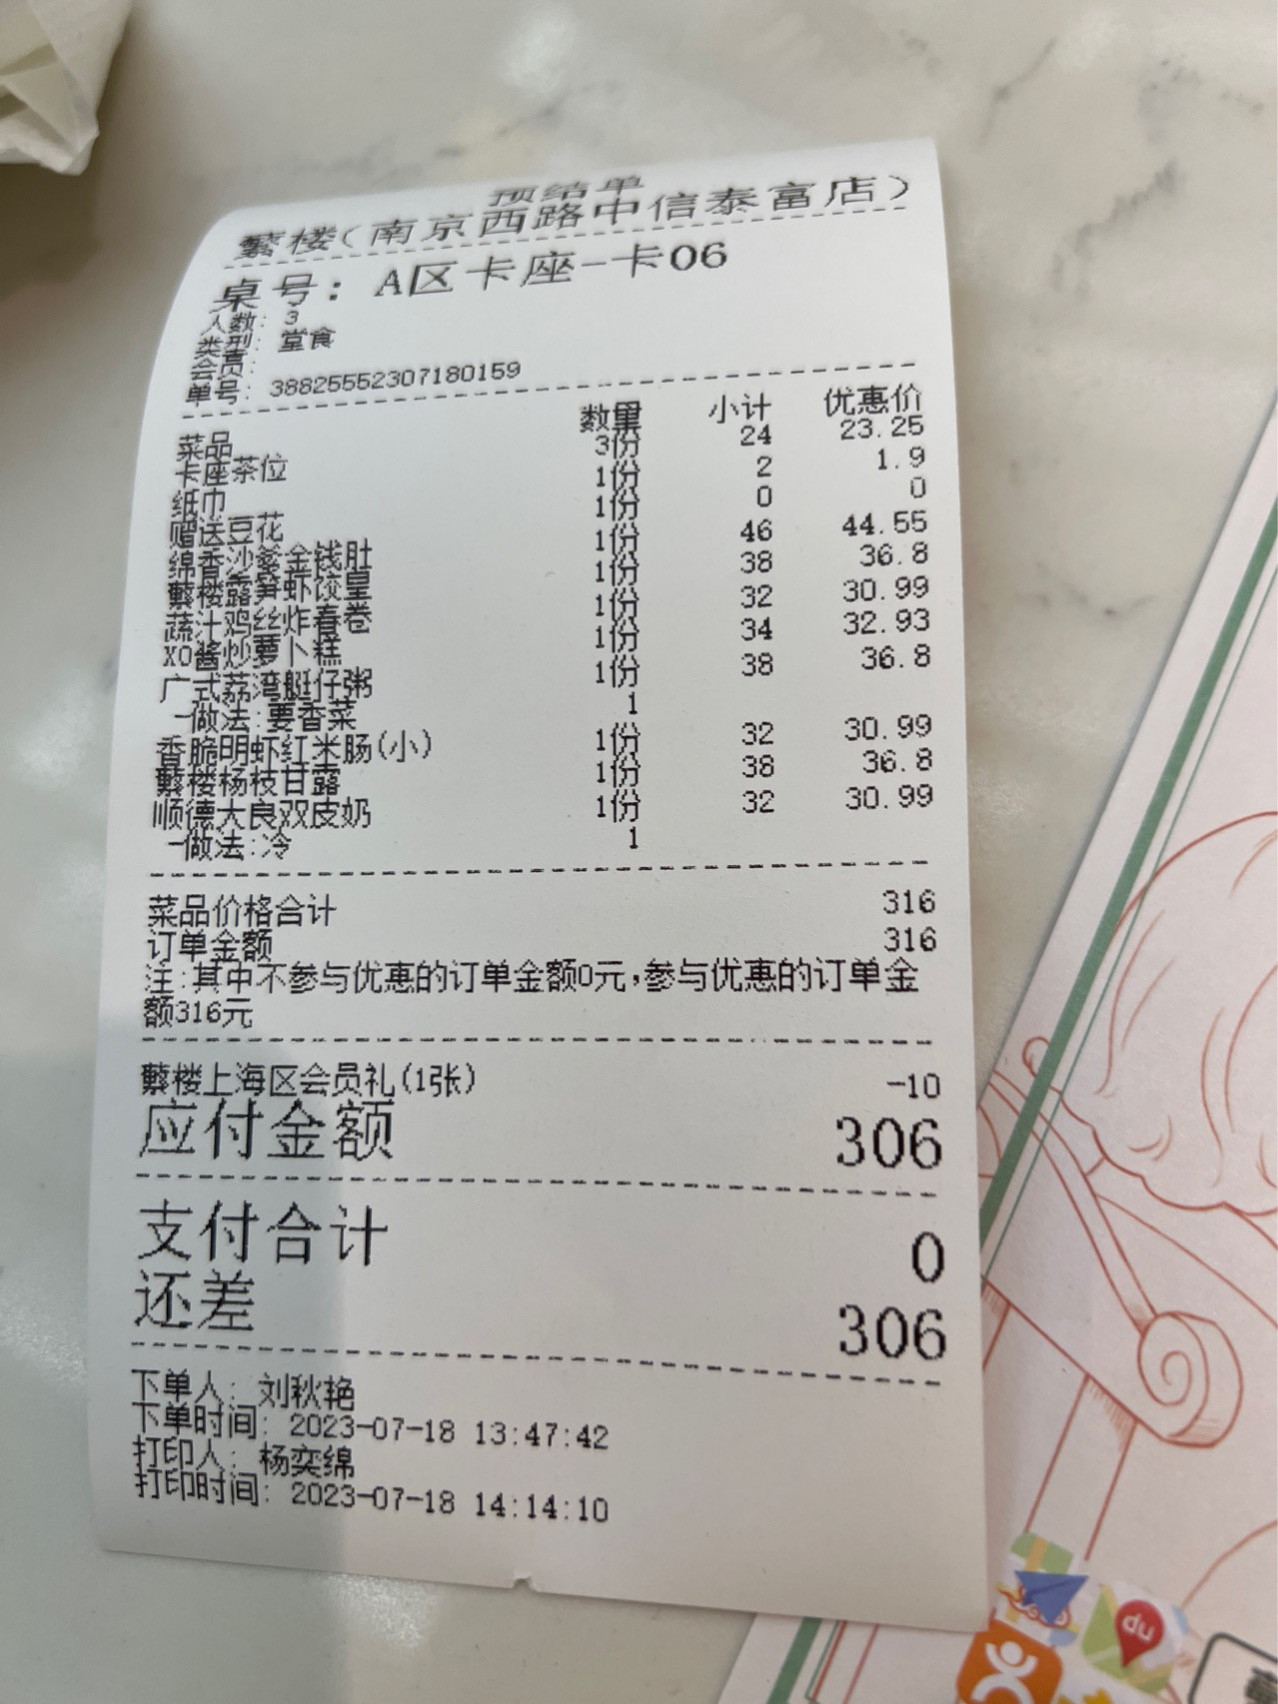 预结单
蘩楼(南京西路中信泰富店)
桌号: A区卡座-卡06
人数: 3
类型: 堂食
会员:
单号: 388255552307180159
菜品 数量 小计 优惠价
卡座茶位 3份 24 23.25
纸巾 1份 2 1.9
赠送豆花 1份 0 0
绵香沙爹金钱肚 1份 46 44.55
蘩楼露笋虾饺皇 1份 38 36.8
蔬汁鸡丝炸春卷 1份 32 30.99
XO酱炒萝卜糕 1份 34 32.93
广式荔湾艇仔粥 1份 38 36.8
-做法:要香菜 1
香脆明虾红米肠(小) 1份 32 30.99
蘩楼杨枝甘露 1份 38 36.8
顺德大良双皮奶 1份 32 30.99
-做法:冷 1
菜品价格合计 316
订单金额 316
注:其中不参与优惠的订单金额0元,参与优惠的订单金
额316元
蘩楼上海区会员礼(1张) -10
应付金额 306
支付合计 0
还差 306
下单人: 刘秋艳
下单时间: 2023-07-18 13:47:42
打印人: 杨奕绵
打印时间: 2023-07-18 14:14:10
du